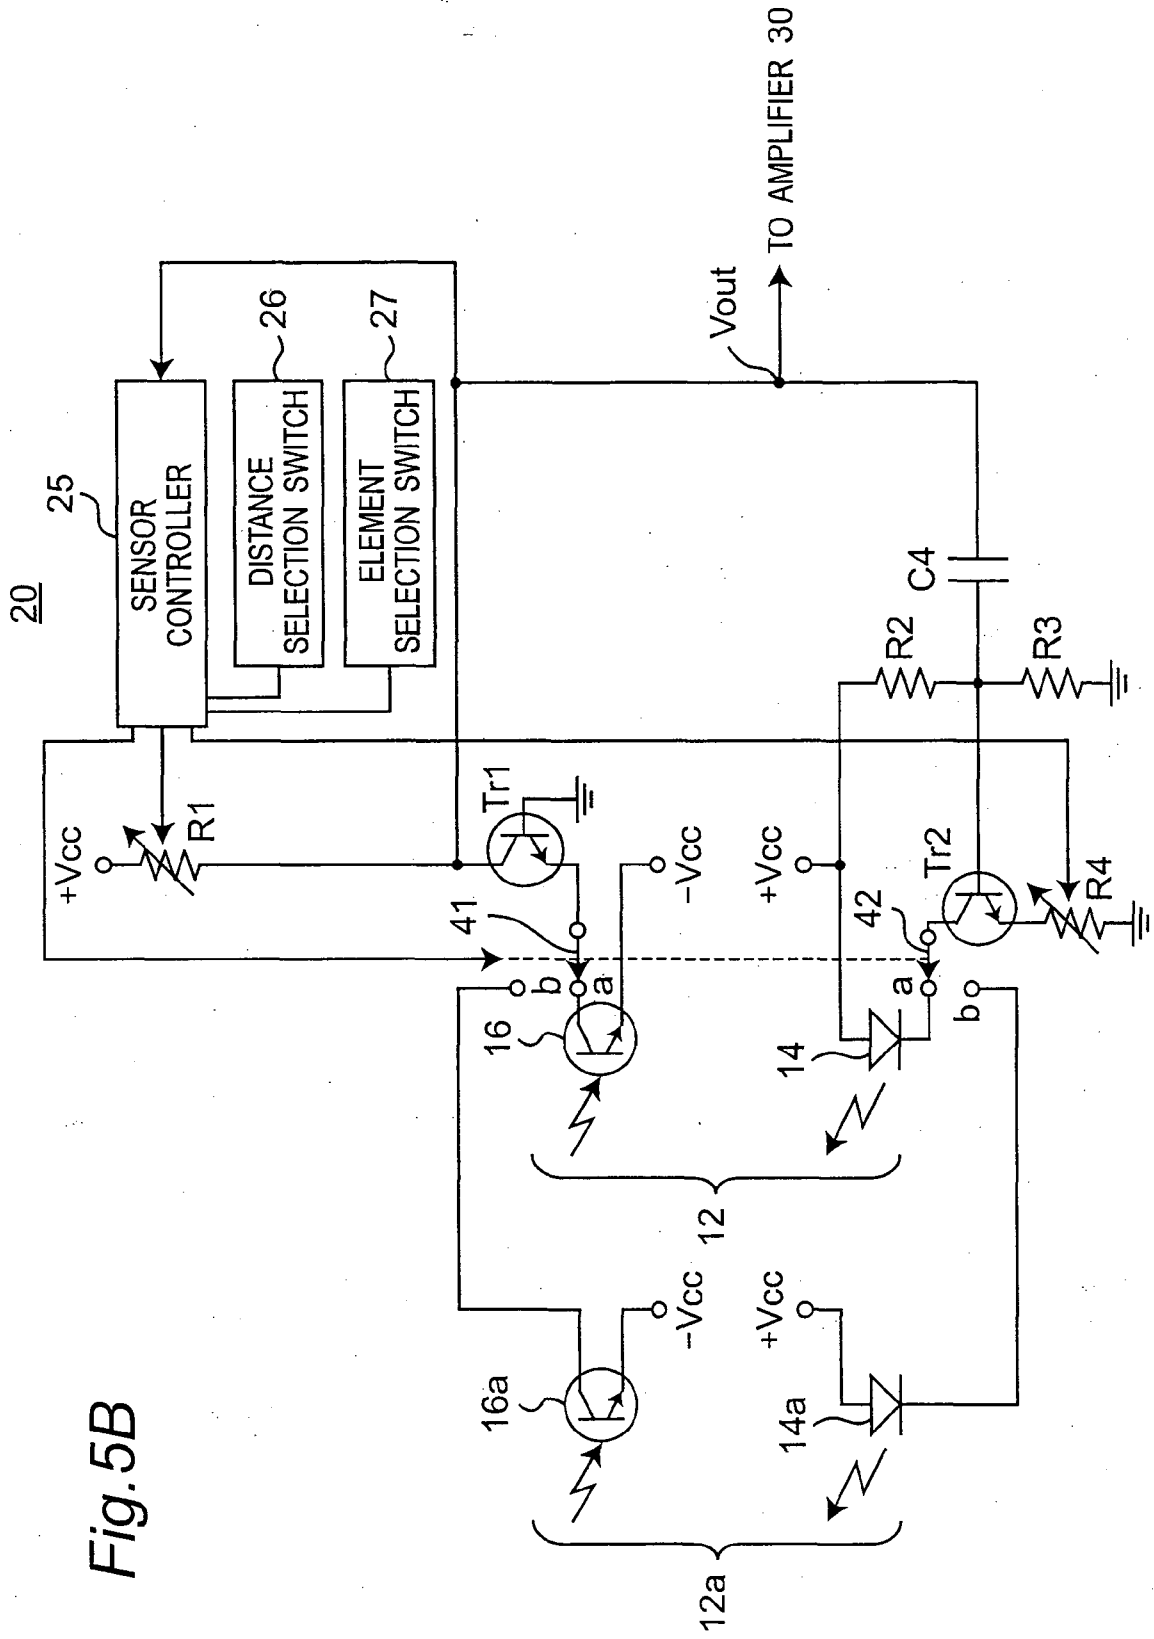 Fig.5B
20
25
SENSOR
CONTROLLER
DISTANCE
SELECTION SWITCH
26
ELEMENT
SELECTION SWITCH
27
+Vcc
R1
Tr1
41
b
a
16
−Vcc
16a
−Vcc
12
12a
+Vcc
14
a
b
42
Tr2
R4
+Vcc
14a
R2
R3
C4
Vout
TO AMPLIFIER 30